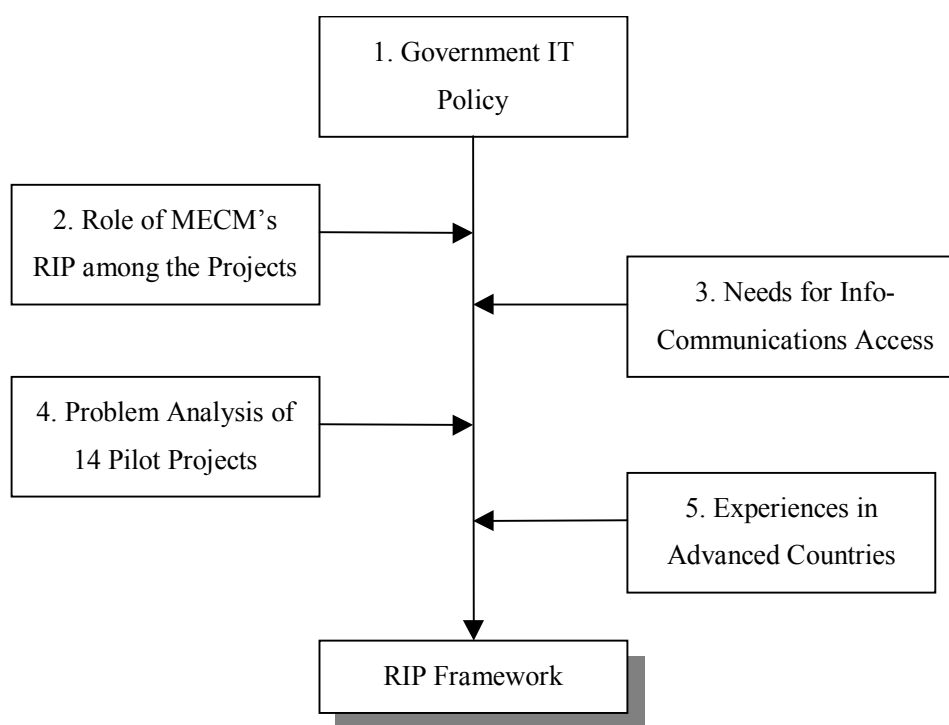 1. Government IT
Policy
2. Role of MECM’s
RIP among the Projects
3. Needs for Info-
Communications Access
4. Problem Analysis of
14 Pilot Projects
5. Experiences in
Advanced Countries
RIP Framework